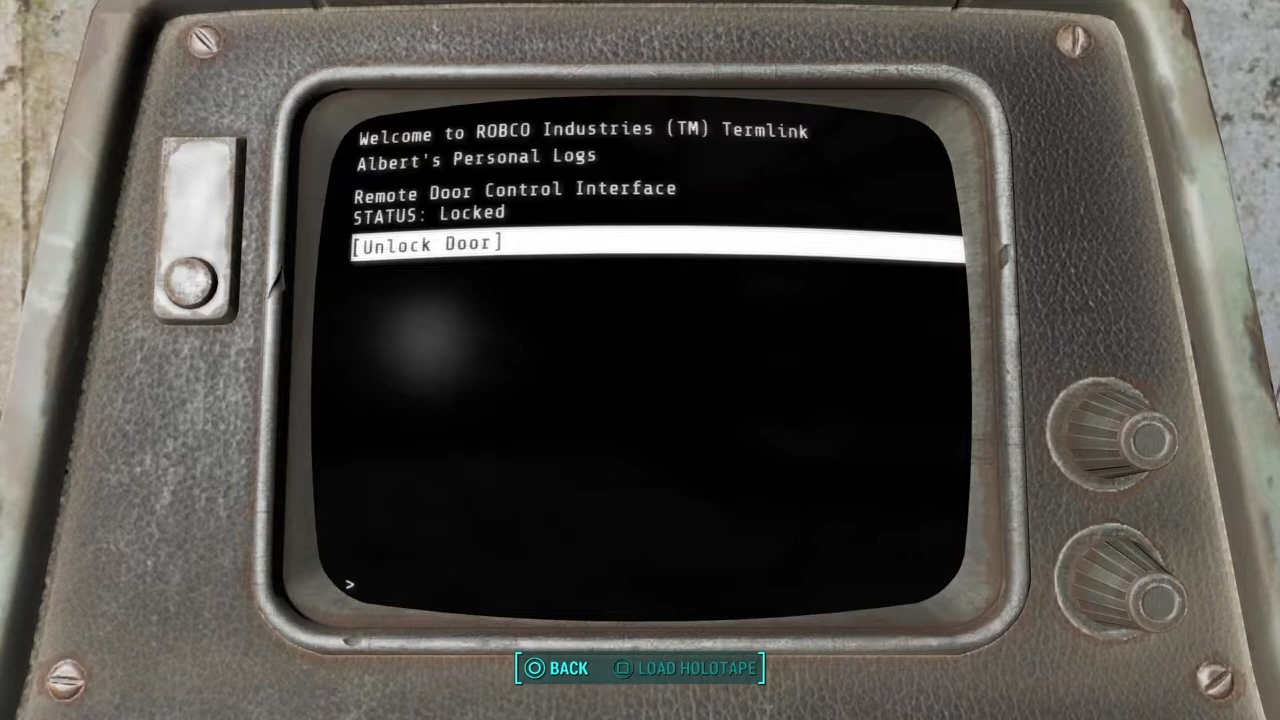 Welcome to ROBCO Industries (TM) Termlink
Albert's Personal Logs
Remote Door Control Interface
STATUS: Locked
[Unlock Door]
>
BACK LOAD HOLOTAPE